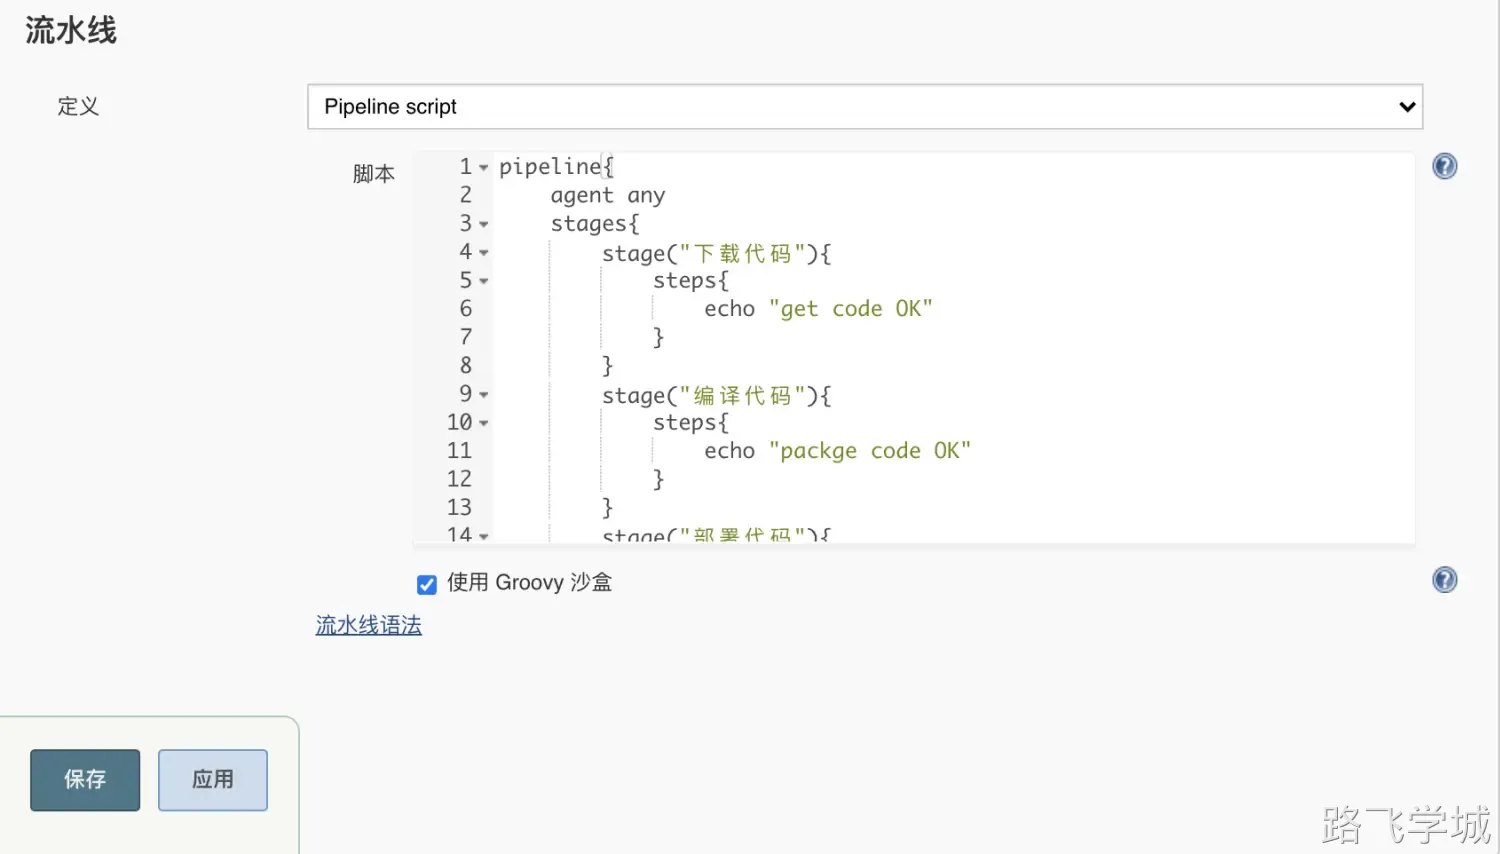 流水线
定义
Pipeline script
脚本
1 pipeline{
2     agent any
3     stages{
4         stage("下载代码"){
5             steps{
6                 echo "get code OK"
7             }
8         }
9         stage("编译代码"){
10             steps{
11                 echo "packge code OK"
12             }
13         }
14         stage("部署代码"){
使用 Groovy 沙盒
流水线语法
保存
应用
路飞学城